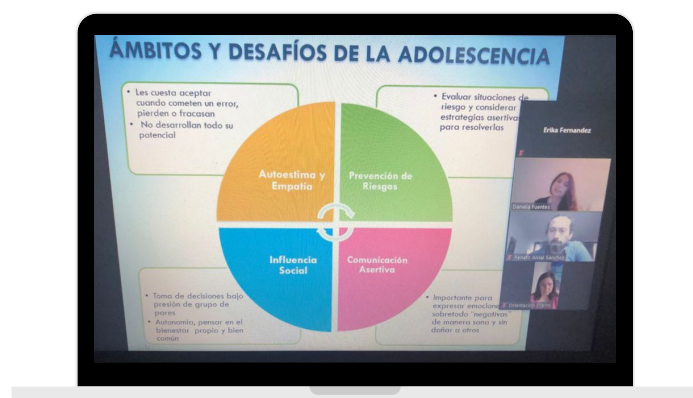 ÁMBITOS Y DESAFÍOS DE LA ADOLESCENCIA
• Les cuesta aceptar
cuando cometen un error,
pierden o fracasan
• No desarrollan todo su
potencial
• Evaluar situaciones de
riesgo y considerar
estrategias asertivas
para resolverlas
Erika Fernandez
Autoestima y
Empatía
Prevención de
Riesgos
Daniela Fuentes
Influencia
Social
Comunicación
Asertiva
• Toma de decisiones bajo
presión de grupo de
pares
• Autonomía, pensar en el
bienestar propio y bien
común
• Importante para
expresar emociones
sobretodo "negativas"
de manera sana y sin
dañar a otros